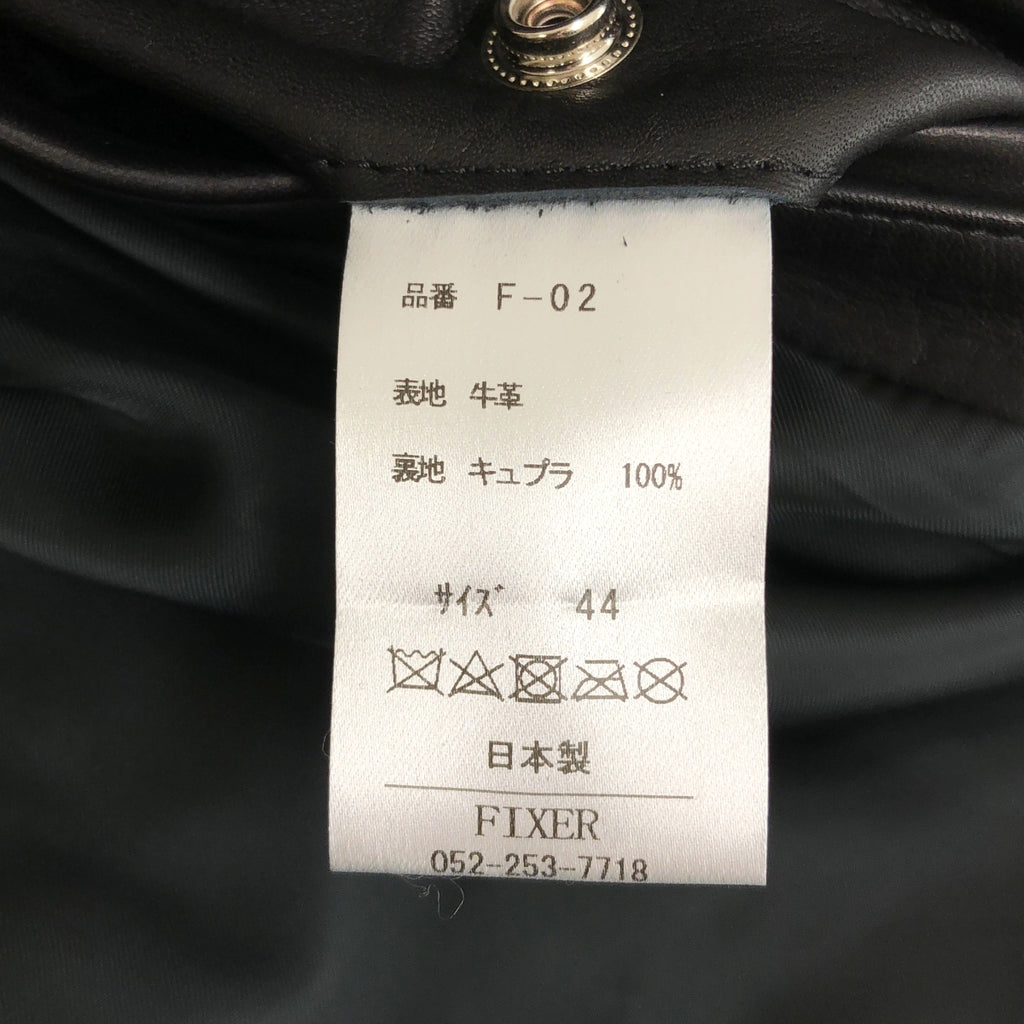 品番 F-02
表地 牛革
裏地 キュプラ 100%
サイズ 44
日本製
FIXER
052-253-7718